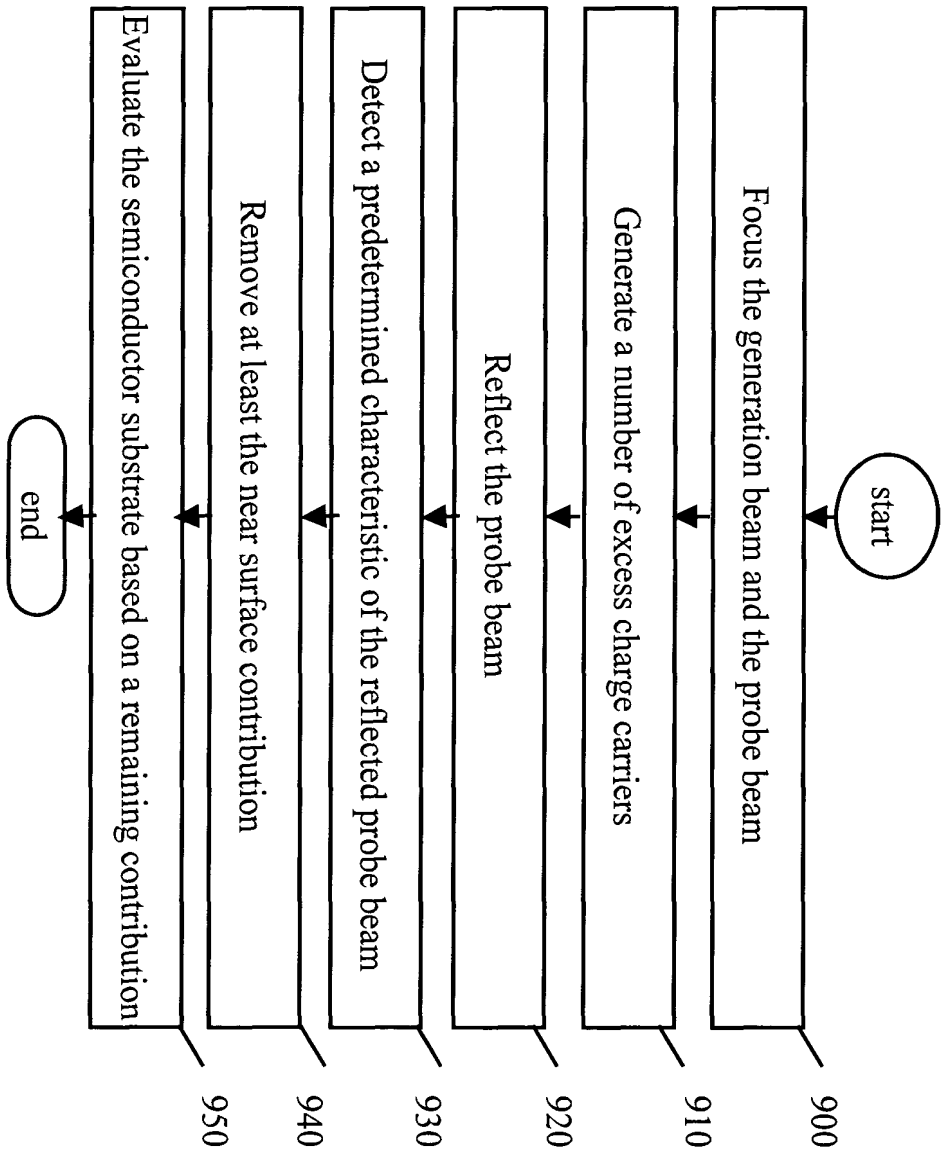 start
Focus the generation beam and the probe beam
900
Generate a number of excess charge carriers
910
Reflect the probe beam
920
Detect a predetermined characteristic of the reflected probe beam
930
Remove at least the near surface contribution
940
Evaluate the semiconductor substrate based on a remaining contribution
950
end